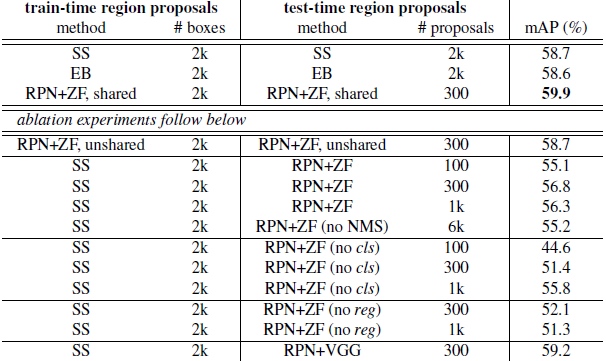 train-time region proposals test-time region proposals
method # boxes method # proposals mAP (%)
SS 2k SS 2k 58.7
EB 2k EB 2k 58.6
RPN+ZF, shared 2k RPN+ZF, shared 300 59.9
ablation experiments follow below
RPN+ZF, unshared 2k RPN+ZF, unshared 300 58.7
SS 2k RPN+ZF 100 55.1
SS 2k RPN+ZF 300 56.8
SS 2k RPN+ZF 1k 56.3
SS 2k RPN+ZF (no NMS) 6k 55.2
SS 2k RPN+ZF (no cls) 100 44.6
SS 2k RPN+ZF (no cls) 300 51.4
SS 2k RPN+ZF (no cls) 1k 55.8
SS 2k RPN+ZF (no reg) 300 52.1
SS 2k RPN+ZF (no reg) 1k 51.3
SS 2k RPN+VGG 300 59.2